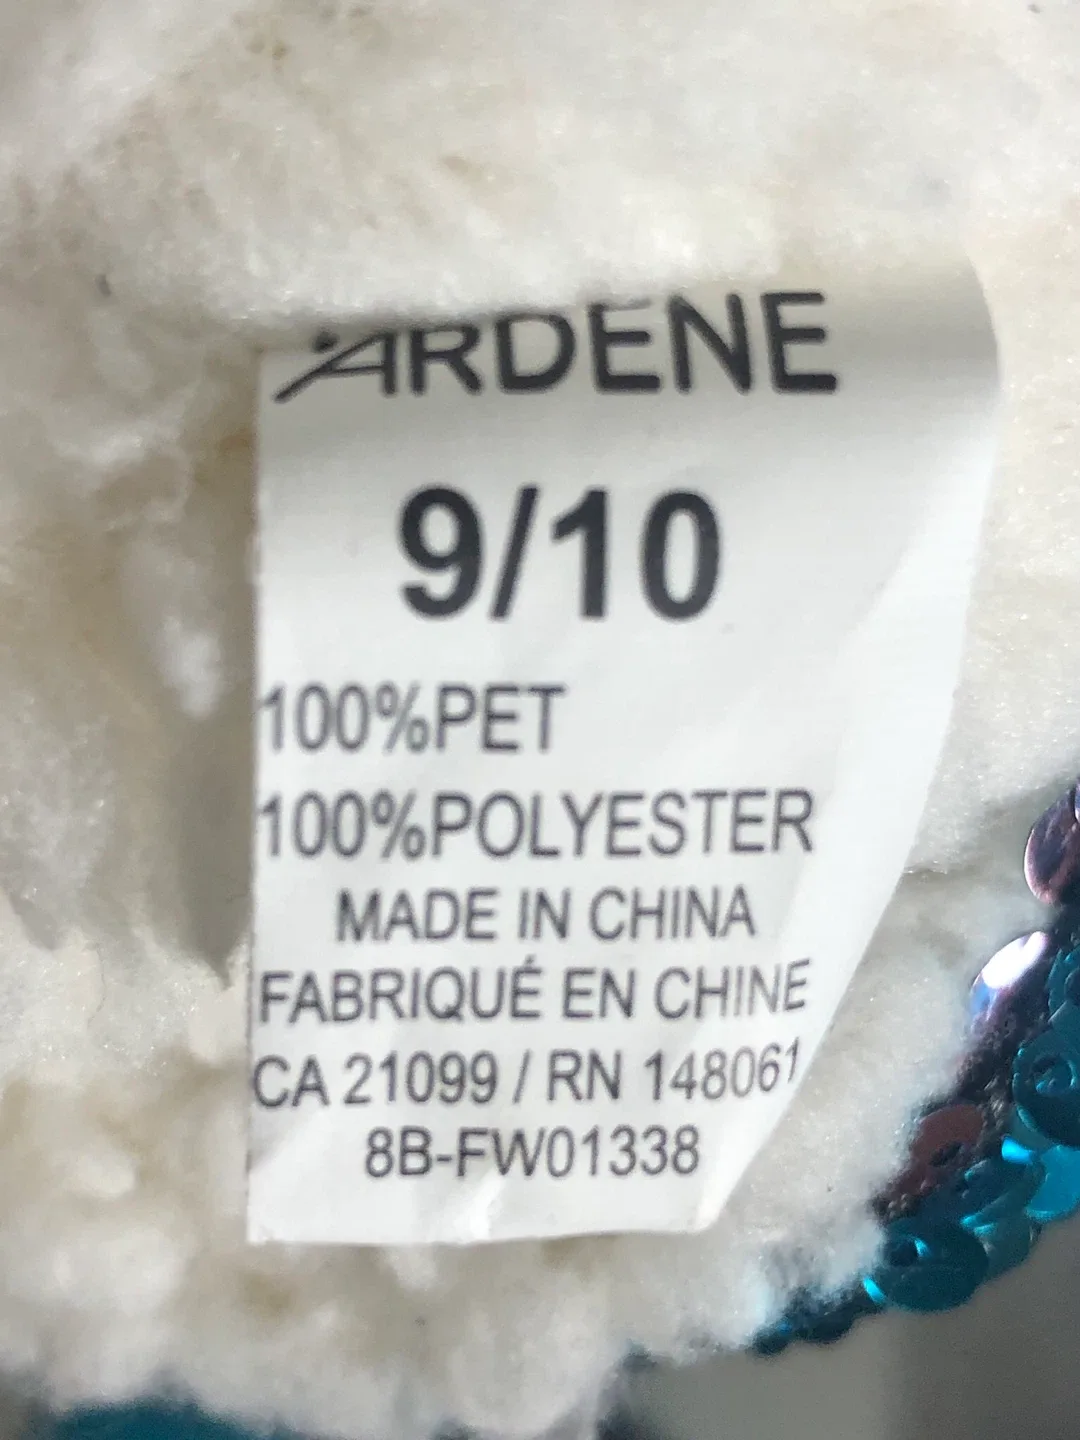 ARDENE
9/10
100%PET
100%POLYESTER
MADE IN CHINA
FABRIQUÉ EN CHINE
CA 21099 / RN 148061
8B-FW01338